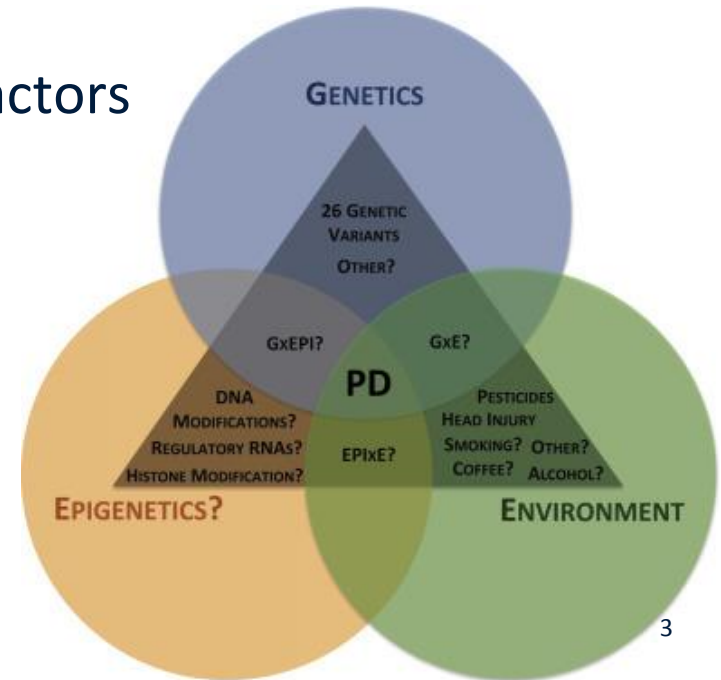 actors
GENETICS
26 GENETIC
VARIANTS
OTHER?
GXEPI?
GXE?
PD
DNA
MODIFICATIONS?
REGULATORY RNAS?
HISTONE MODIFICATION?
EPIXE?
PESTICIDES
HEAD INJURY
SMOKING? OTHER?
COFFEE? ALCOHOL?
EPIGENETICS?
ENVIRONMENT
3